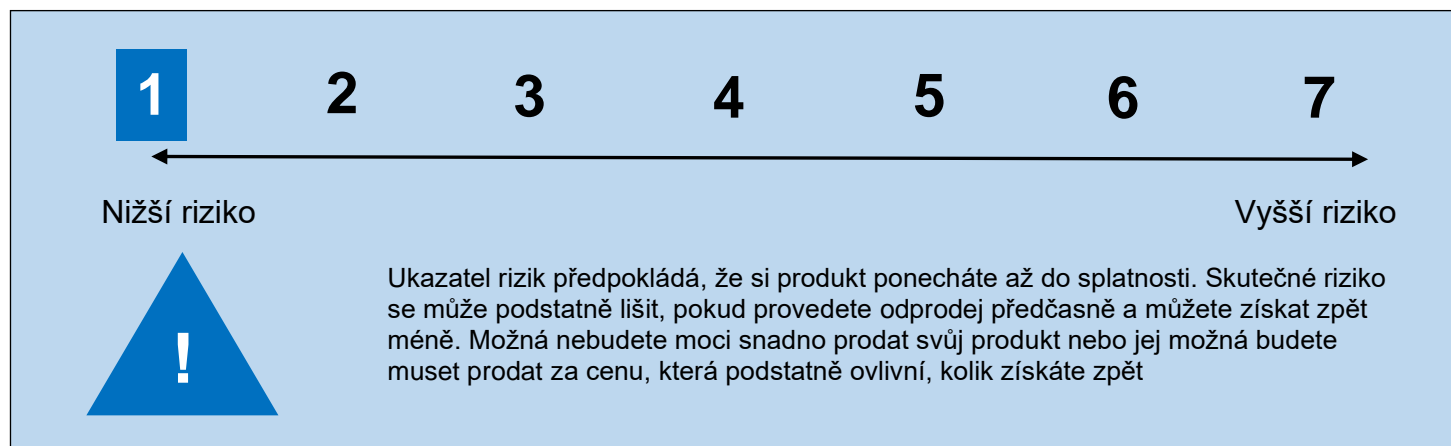 1 2 3 4 5 6 7
Nižší riziko Vyšší riziko
Ukazatel rizik předpokládá, že si produkt ponecháte až do splatnosti. Skutečné riziko
se může podstatně lišit, pokud provedete odprodej předčasně a můžete získat zpět
méně. Možná nebudete moci snadno prodat svůj produkt nebo jej možná budete
muset prodat za cenu, která podstatně ovlivní, kolik získáte zpět
!